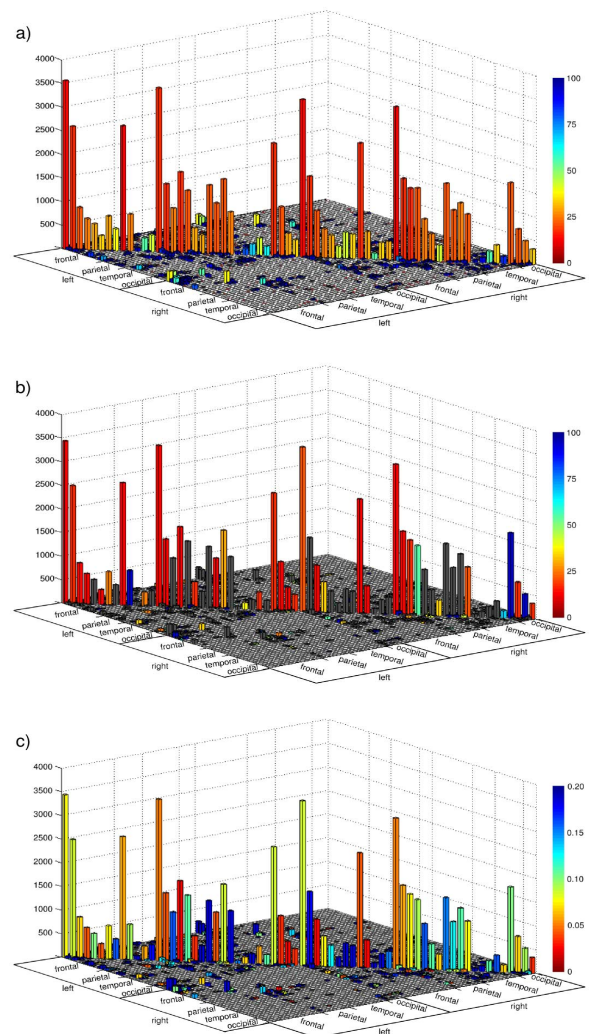 a)
4000
3500
3000
2500
2000
1500
1000
500
100
75
50
25
0
frontal
parietal
temporal
occipital
frontal
parietal
temporal
occipital
left
right
frontal
parietal
temporal
occipital
frontal
parietal
temporal
occipital
left
right
b)
4000
3500
3000
2500
2000
1500
1000
500
100
75
50
25
0
frontal
parietal
temporal
occipital
frontal
parietal
temporal
occipital
left
right
frontal
parietal
temporal
occipital
frontal
parietal
temporal
occipital
left
right
c)
4000
3500
3000
2500
2000
1500
1000
500
0.20
0.15
0.10
0.05
0
frontal
parietal
temporal
occipital
frontal
parietal
temporal
occipital
left
right
frontal
parietal
temporal
occipital
frontal
parietal
temporal
occipital
left
right